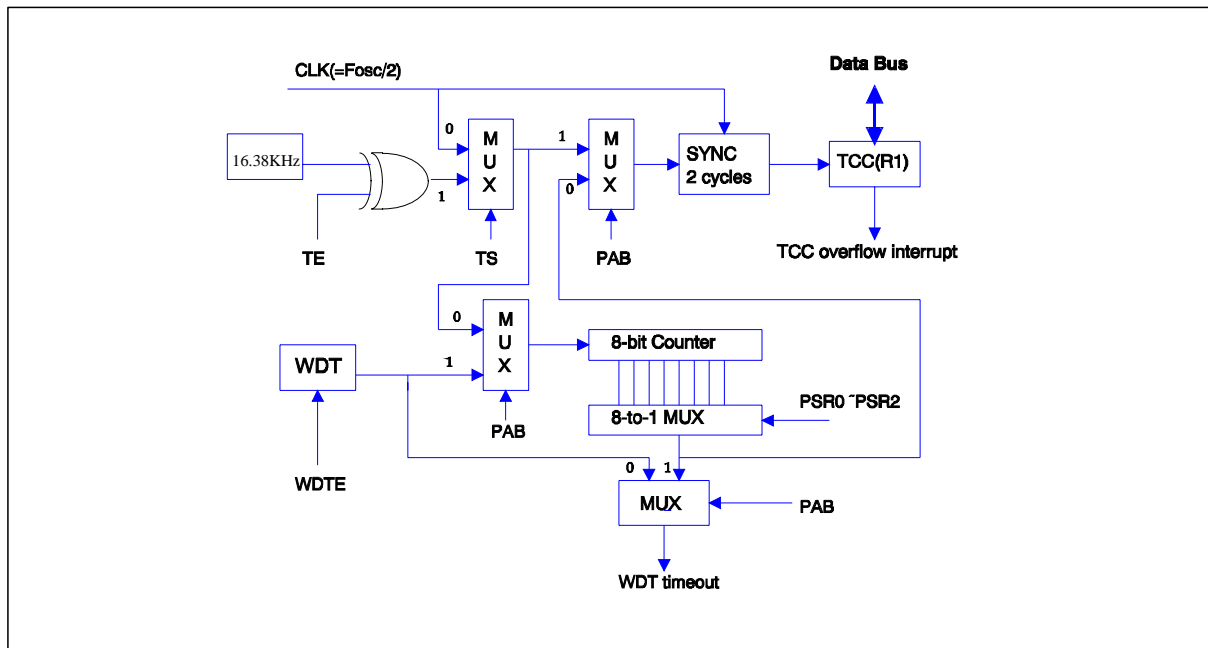 CLK(=Fosc/2)
Data Bus
16.38KHz
0
1
M
U
X
1
0
M
U
X
SYNC
2 cycles
TCC(R1)
TE
TS
PAB
TCC overflow interrupt
0
1
M
U
X
8-bit Counter
WDT
8-to-1 MUX
PSR0 ~PSR2
PAB
WDTE
0
1
MUX
PAB
WDT timeout